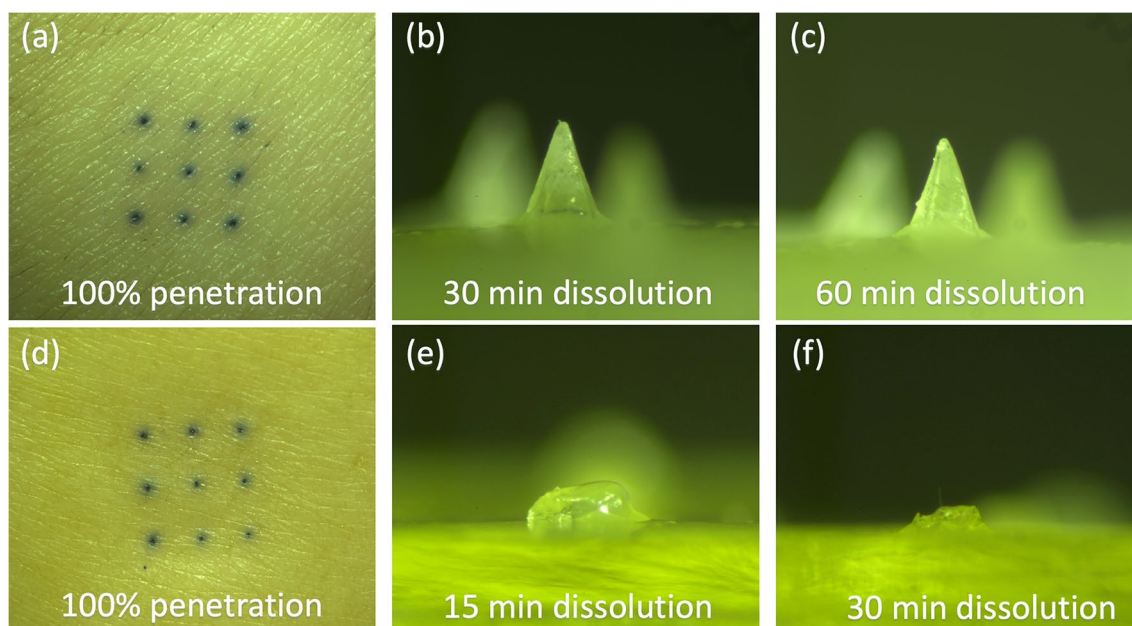 (a)
100% penetration
(b)
30 min dissolution
(c)
60 min dissolution
(d)
100% penetration
(e)
15 min dissolution
(f)
30 min dissolution